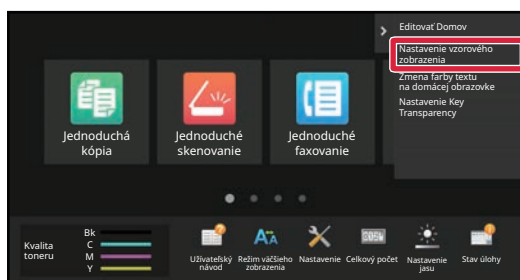 Editovať Domov
Nastavenie vzorového
zobrazenia
Zmena farby textu
na domácej obrazovke
Nastavenie Key
Transparency
Jednoduchá
kópia
Jednoduché
skenovanie
Jednoduché
faxovanie
Kvalita
toneru
Bk
C
M
Y
Užívateľský
návod
Režim väčšieho
zobrazenia
Nastavenie
Celkový počet
Nastavenie
jasu
Stav úlohy